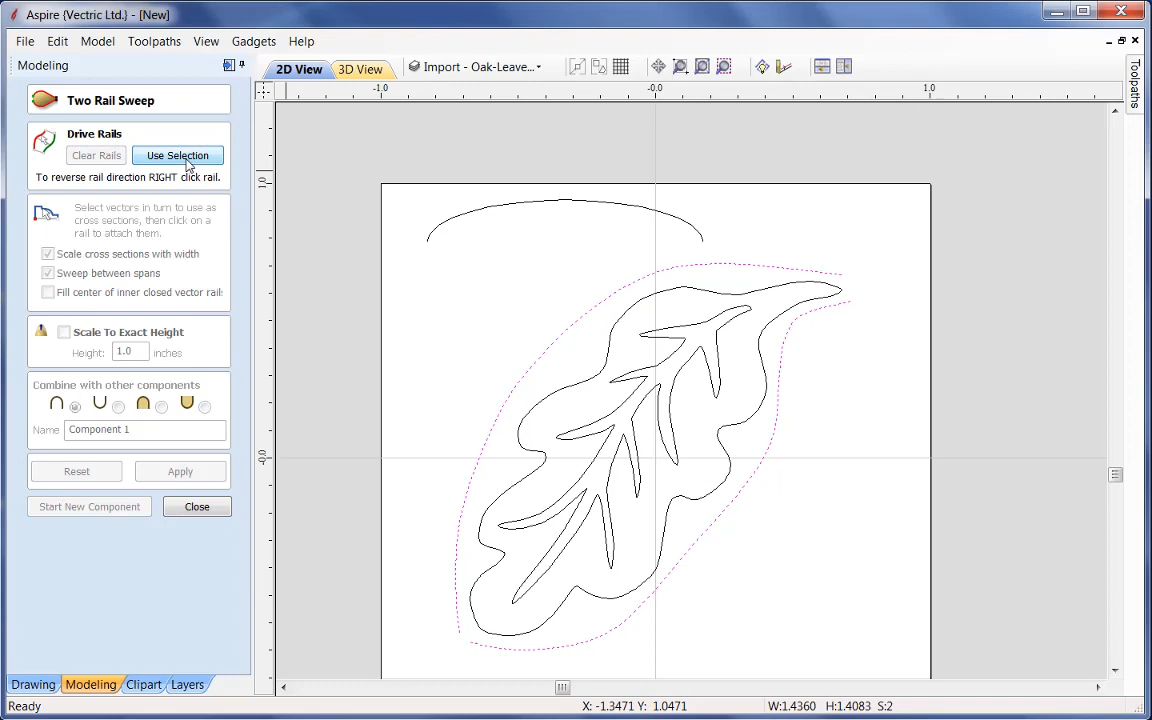 Aspire {Vectric Ltd.} - [New]
File Edit Model Toolpaths View Gadgets Help
Modeling
2D View 3D View Import - Oak-Leave...
Toolpaths
-1.0 -0.0 1.0
Two Rail Sweep
Drive Rails
Clear Rails Use Selection
To reverse rail direction RIGHT click rail.
1.0
Select vectors in turn to use as
cross sections, then click on a
rail to attach them.
Scale cross sections with width
Sweep between spans
Fill center of inner closed vector rails
Scale To Exact Height
Height: 1.0 inches
Combine with other components
Name Component 1
-0.0
Reset Apply
Start New Component Close
Drawing Modeling Clipart Layers
Ready X: -1.3471 Y: 1.0471 W:1.4360 H:1.4083 S:2